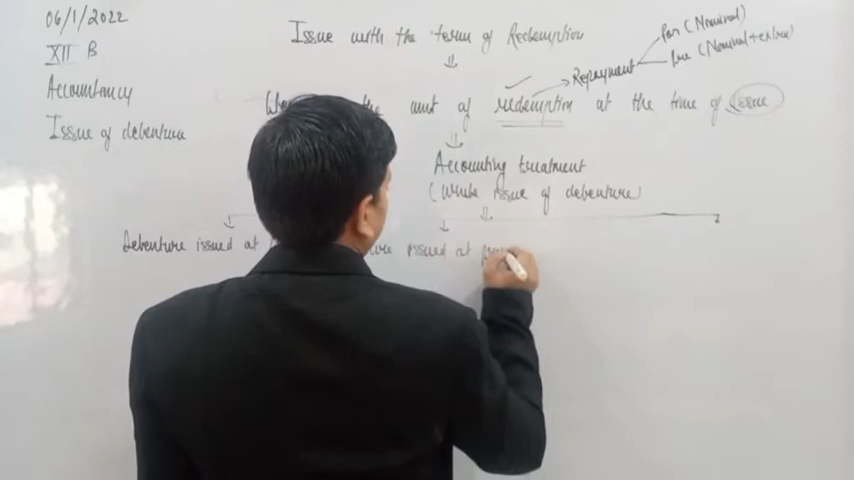 06/1/2022
XII B
Accountancy
Issue of debenture
Issue with the term of Redemption
Repayment
Par (Nominal)
Pre (Nominal + extra)
the amt of redemption at the time of issue
Accounting treatment
(While issue of debenture)
Debenture issued at
issued at